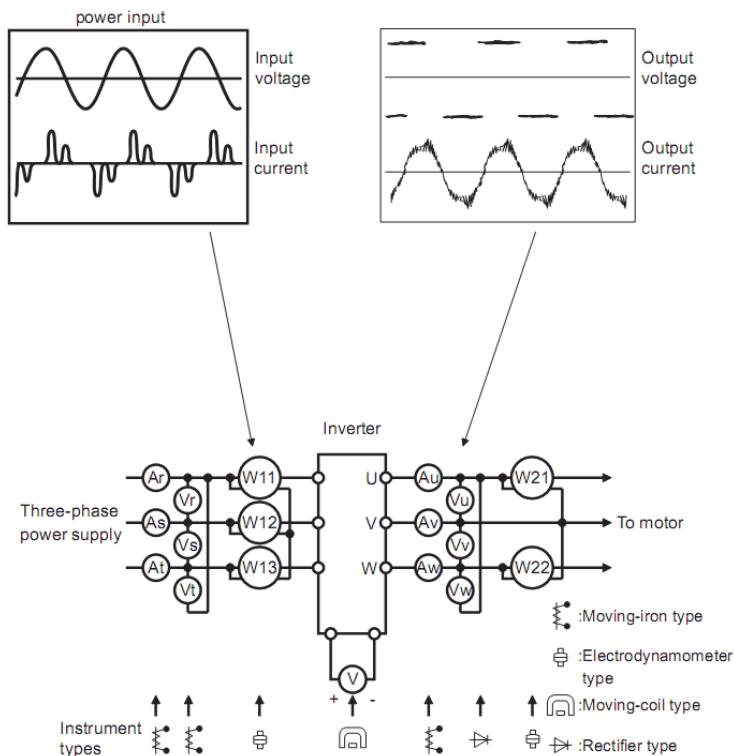 power input
Input
voltage
Input
current
Output
voltage
Output
current
Inverter
Ar
W11
U
Au
W21
Vr
Vu
Three-phase
power supply
As
W12
V
Av
To motor
Vs
Vv
At
W13
W
Aw
W22
Vt
Vw
:Moving-iron type
:Electrodynamometer
type
+ V -
:Moving-coil type
Instrument
types
:Rectifier type